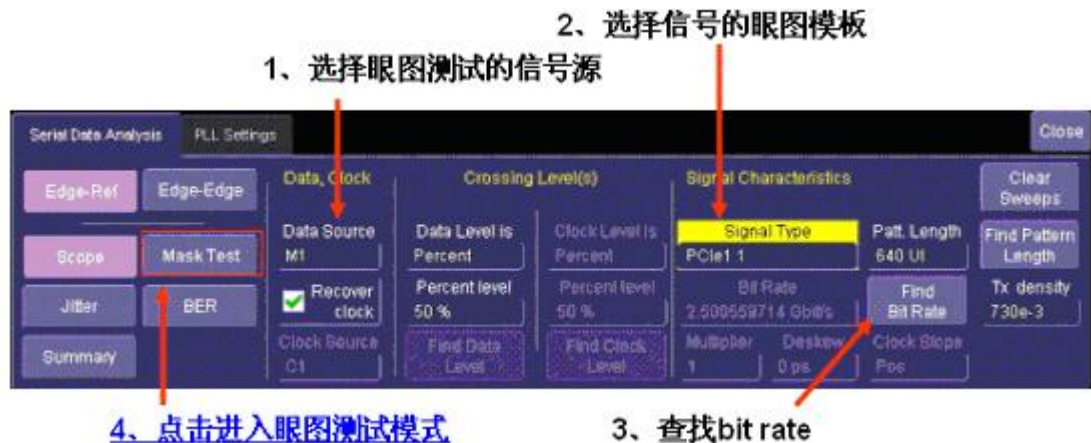 2、选择信号的眼图模板
1、选择眼图测试的信号源
Serial Data Analysis PLL Settings Close
Edge-Ref Edge-Edge Data, Clock Crossing Level(s) Signal Characteristics Clear Sweeps
Scope Mask Test Data Source M1 Data Level is Percent Clock Level is Percent Signal Type PCIe1 1 Patt. Length 640 UI Find Pattern Length
Jitter BER Recover clock Percent level 50 % Percent level 50 % Bit Rate 2.500559714 Gbit/s Find Bit Rate Tx density 730e-3
Summary Clock Source C1 Find Data Level Find Clock Level Multiplier 1 Deskew 0 ps Clock Slope Pos
4、点击进入眼图测试模式
3、查找bit rate